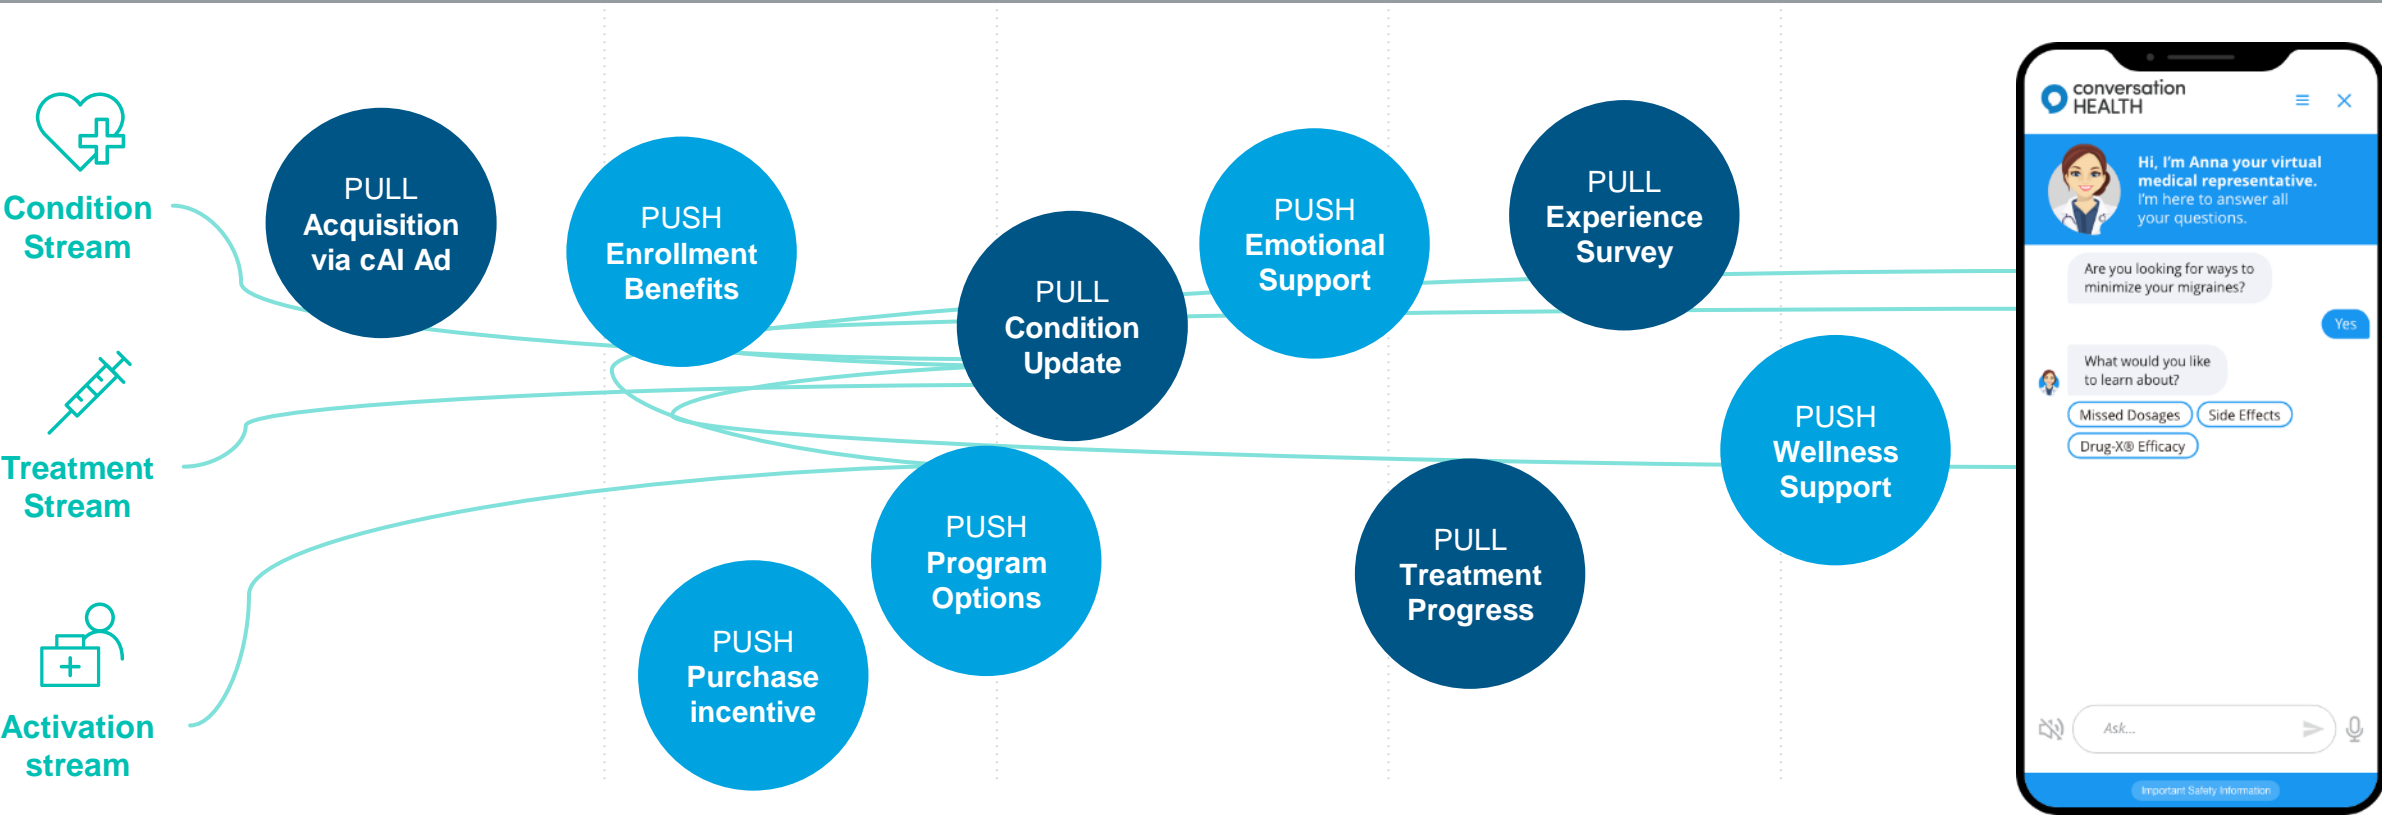 Condition
Stream
Treatment
Stream
Activation
stream
PULL
Acquisition
via cAI Ad
PUSH
Enrollment
Benefits
PUSH
Purchase
incentive
PULL
Condition
Update
PUSH
Program
Options
PUSH
Emotional
Support
PULL
Experience
Survey
PULL
Treatment
Progress
PUSH
Wellness
Support
conversation
HEALTH
Hi, I'm Anna your virtual
medical representative.
I'm here to answer all
your questions.
Are you looking for ways to
minimize your migraines?
Yes
What would you like
to learn about?
Missed Dosages
Side Effects
Drug-X® Efficacy
Ask...
Important Safety Information